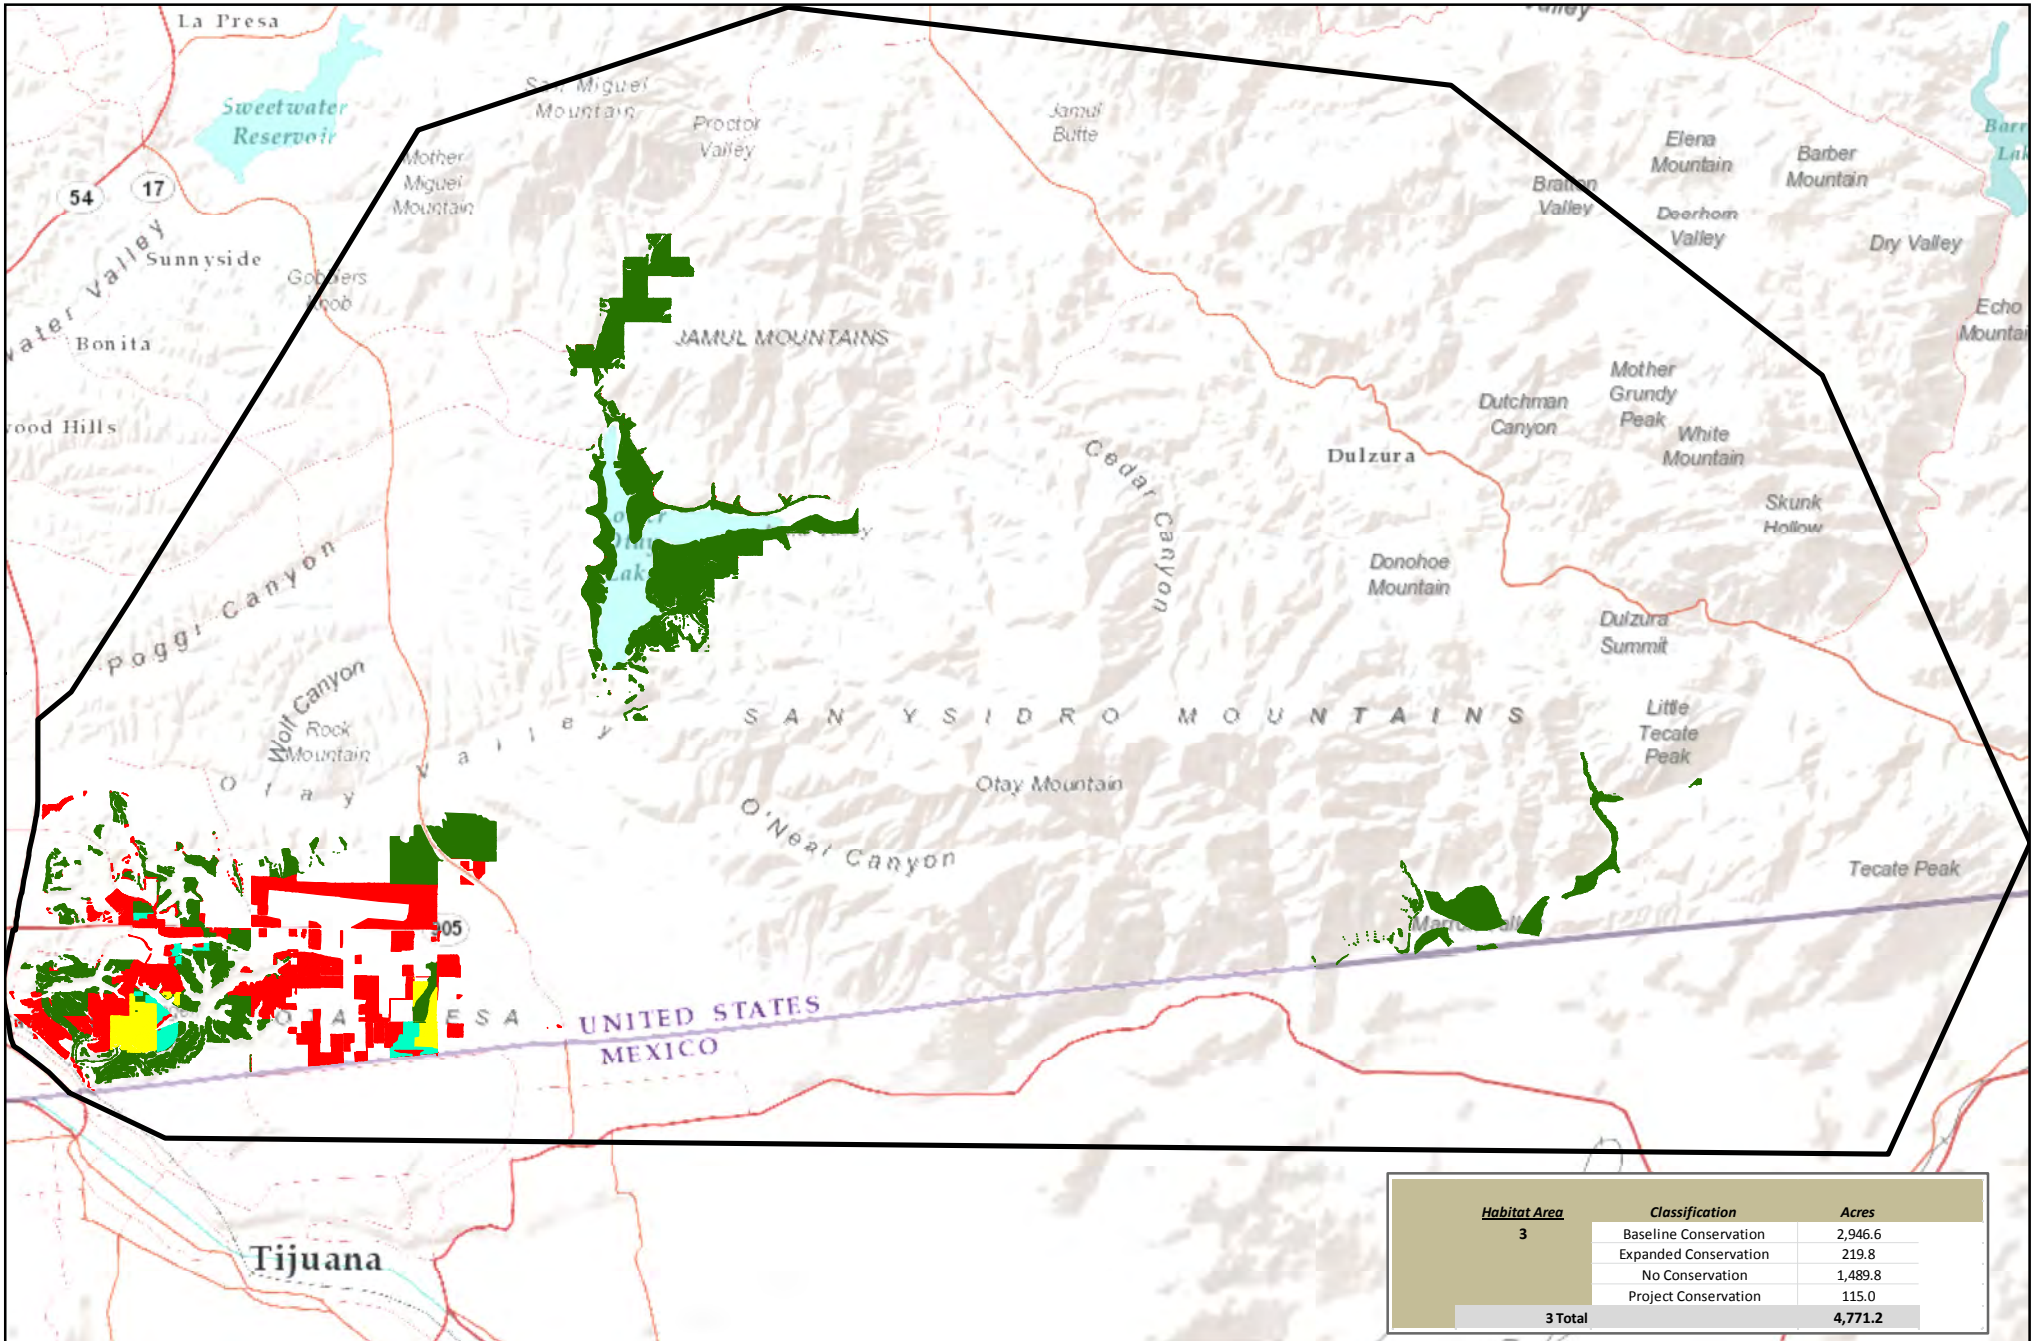 La Presa
Valley
San Miguel
Mountain
Sweetwater
Reservoir
Proctor
Valley
Jamul
Butte
Elena
Mountain
Barber
Mountain
Mother
Miguel
Mountain
54
17
Bratton
Valley
Deerhorn
Valley
Dry Valley
Sunnyside
Gobblers
Knob
Echo
Bonita
JAMUL MOUNTAINS
Mother
Grundy
Peak
Dutchman
Canyon
White
Mountain
Cedar Canyon
Dulzura
Skunk
Hollow
Otay
Poggi Canyon
Donohoe
Mountain
Dulzura
Summit
Wolf Canyon
Rock
Mountain
Otay Valley
SAN YSIDRO MOUNTAINS
Little
Tecate
Peak
Otay Mountain
O'Neal Canyon
Tecate Peak
905
UNITED STATES
MEXICO
Tijuana
Habitat Area Classification Acres
3 Baseline Conservation 2,946.6
Expanded Conservation 219.8
No Conservation 1,489.8
Project Conservation 115.0
3 Total 4,771.2